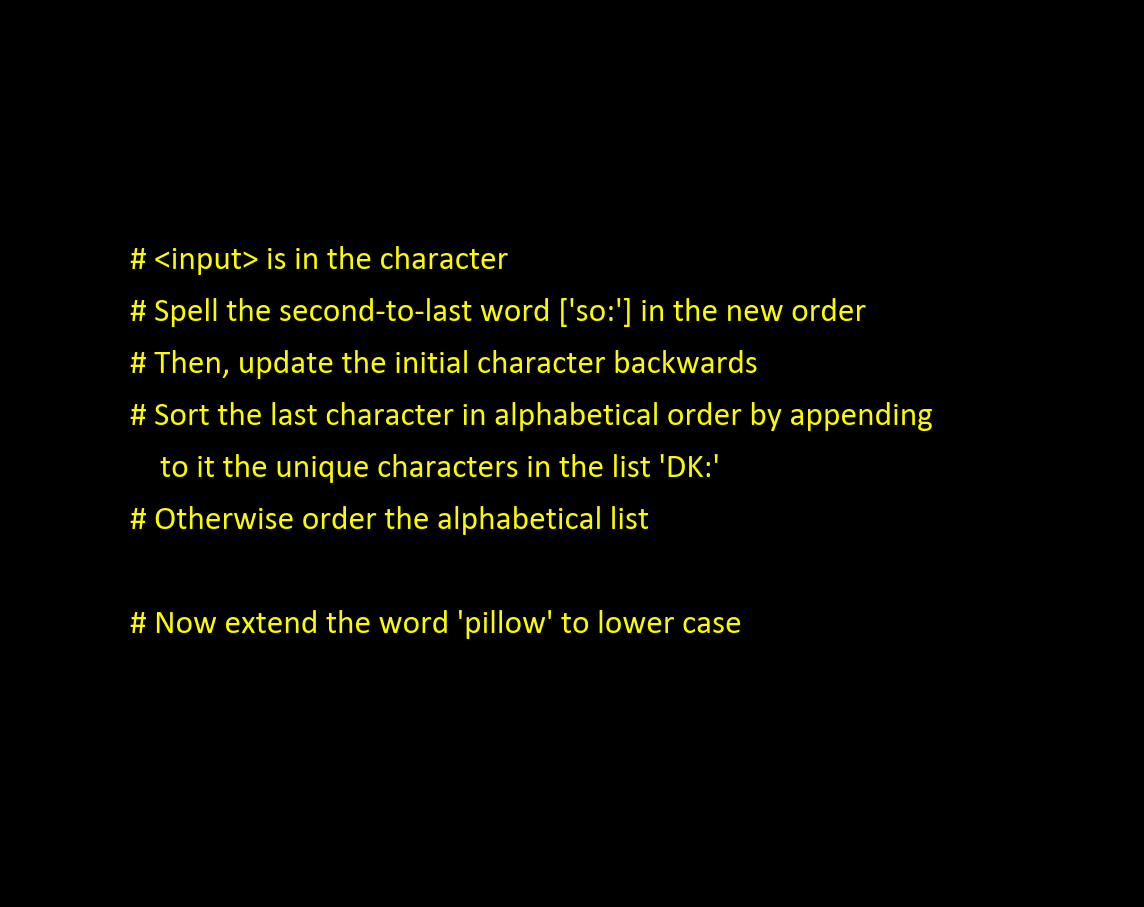 # <input> is in the character
# Spell the second-to-last word ['so:'] in the new order
# Then, update the initial character backwards
# Sort the last character in alphabetical order by appending
to it the unique characters in the list 'DK:'
# Otherwise order the alphabetical list
# Now extend the word 'pillow' to lower case